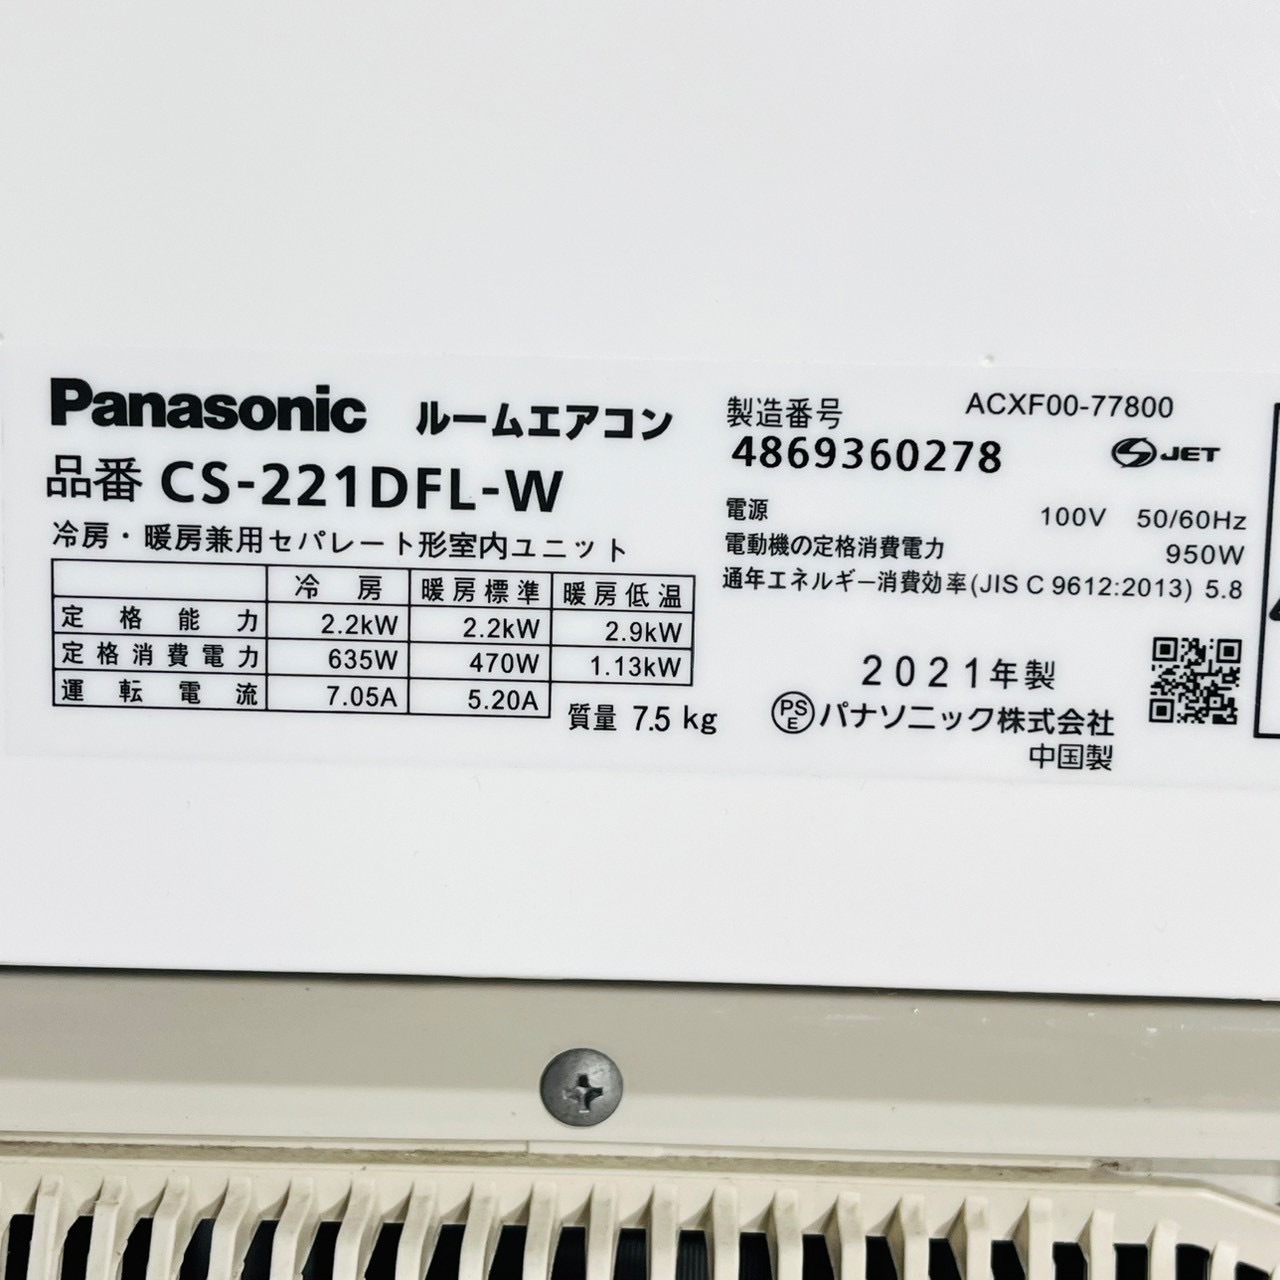 Panasonic ルームエアコン
品番 CS-221DFL-W
冷房・暖房兼用セパレート形室内ユニット
冷房 暖房標準 暖房低温
定格能力 2.2kW 2.2kW 2.9kW
定格消費電力 635W 470W 1.13kW
運転電流 7.05A 5.20A
質量 7.5 kg
製造番号 ACXF00-77800
4869360278 JET
電源 100V 50/60Hz
電動機の定格消費電力 950W
通年エネルギー消費効率(JIS C 9612:2013) 5.8
2021年製
PSE パナソニック株式会社
中国製